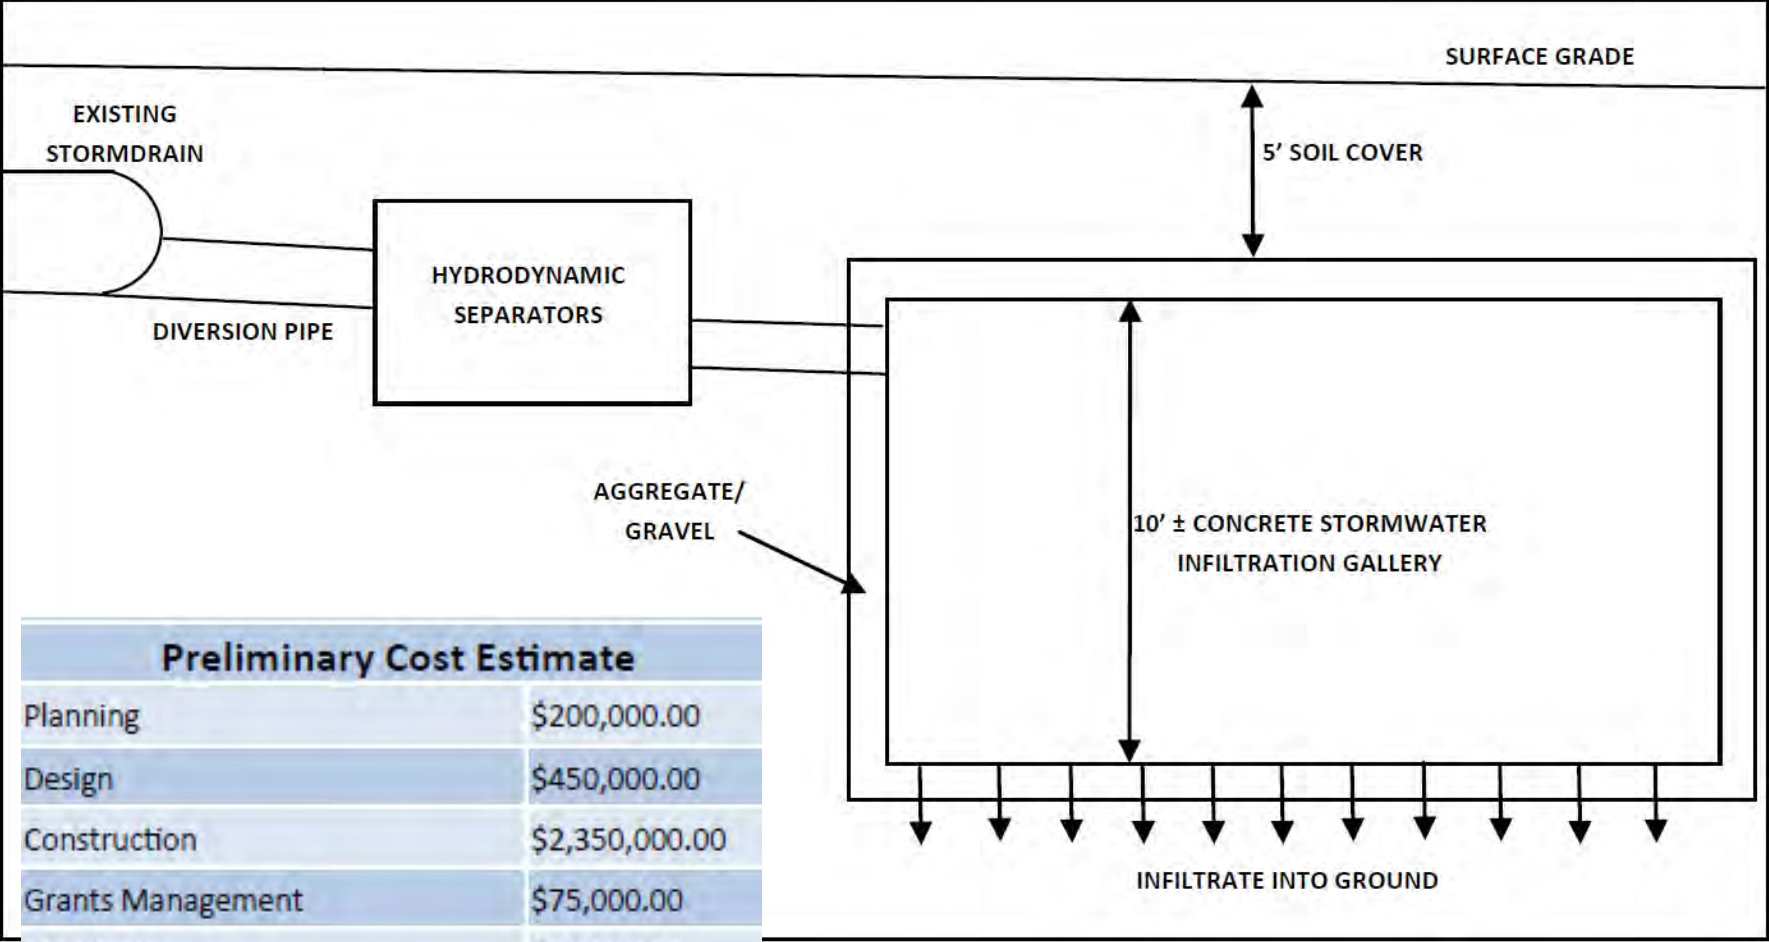 SURFACE GRADE
EXISTING
STORMDRAIN
5' SOIL COVER
HYDRODYNAMIC
SEPARATORS
DIVERSION PIPE
AGGREGATE/
GRAVEL
10' ± CONCRETE STORMWATER
INFILTRATION GALLERY
INFILTRATE INTO GROUND
Preliminary Cost Estimate
Planning $200,000.00
Design $450,000.00
Construction $2,350,000.00
Grants Management $75,000.00